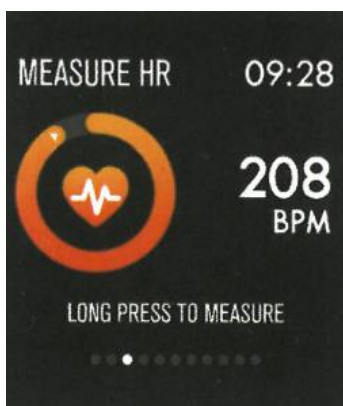 MEASURE HR 09:28
208
BPM
LONG PRESS TO MEASURE